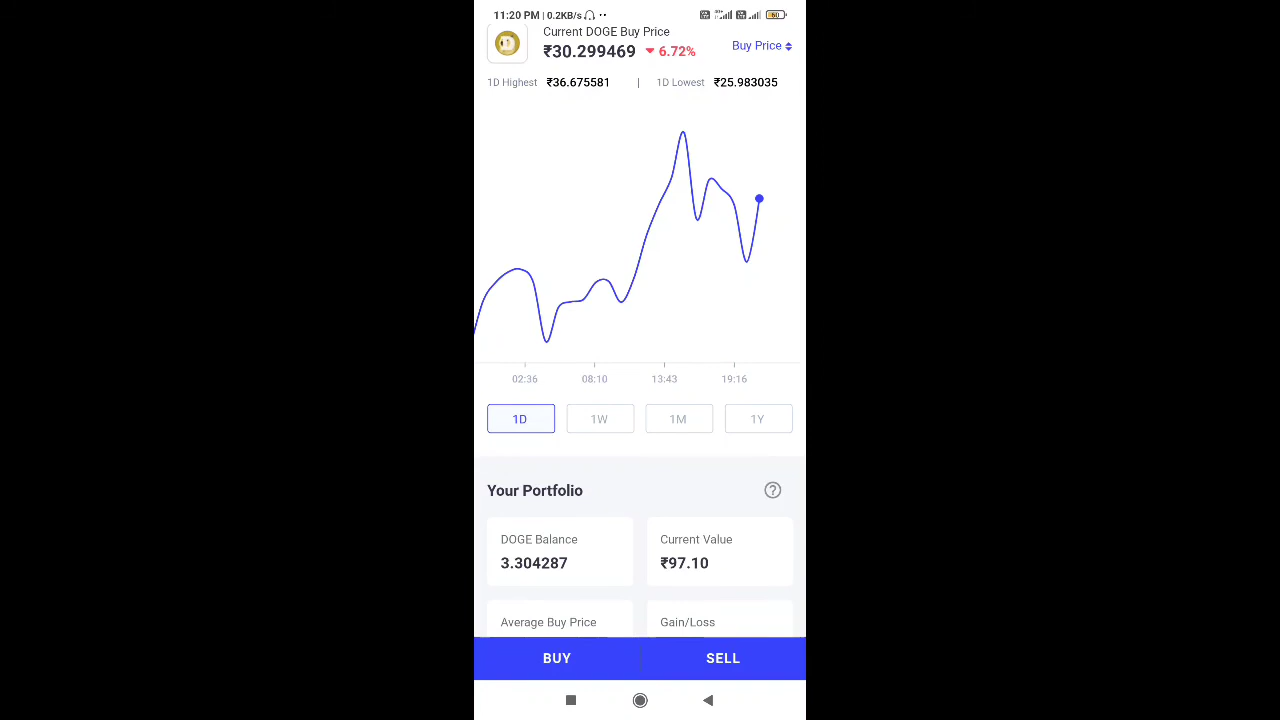 11:20 PM | 0.2KB/s
60
Current DOGE Buy Price
₹30.299469 6.72%
Buy Price
1D Highest ₹36.675581 | 1D Lowest ₹25.983035
02:36 08:10 13:43 19:16
1D 1W 1M 1Y
Your Portfolio
?
DOGE Balance
3.304287
Current Value
₹97.10
Average Buy Price
Gain/Loss
BUY
SELL